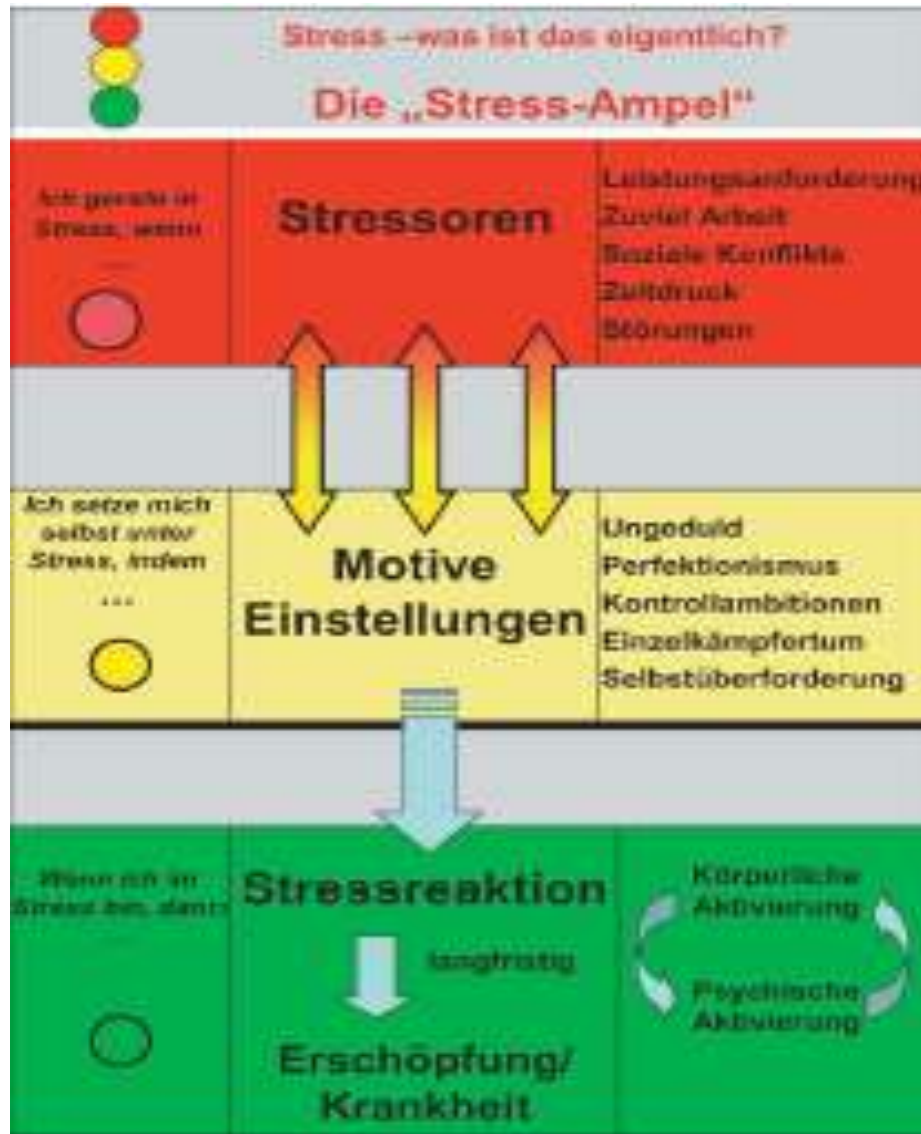 Stress –was ist das eigentlich?
Die „Stress-Ampel“
Ich gerate in
Stress, wenn
...
Stressoren
Leistungsanforderung
Zuviel Arbeit
Soziale Konflikte
Zeitdruck
Störungen
Ich setze mich
selbst unter
Stress, indem
...
Motive
Einstellungen
Ungeduld
Perfektionismus
Kontrollambitionen
Einzelkämpfertum
Selbstüberforderung
Wenn ich im
Stress bin, dann
...
Stressreaktion
langfristig
Erschöpfung/
Krankheit
Körperliche
Aktivierung
Psychische
Aktivierung